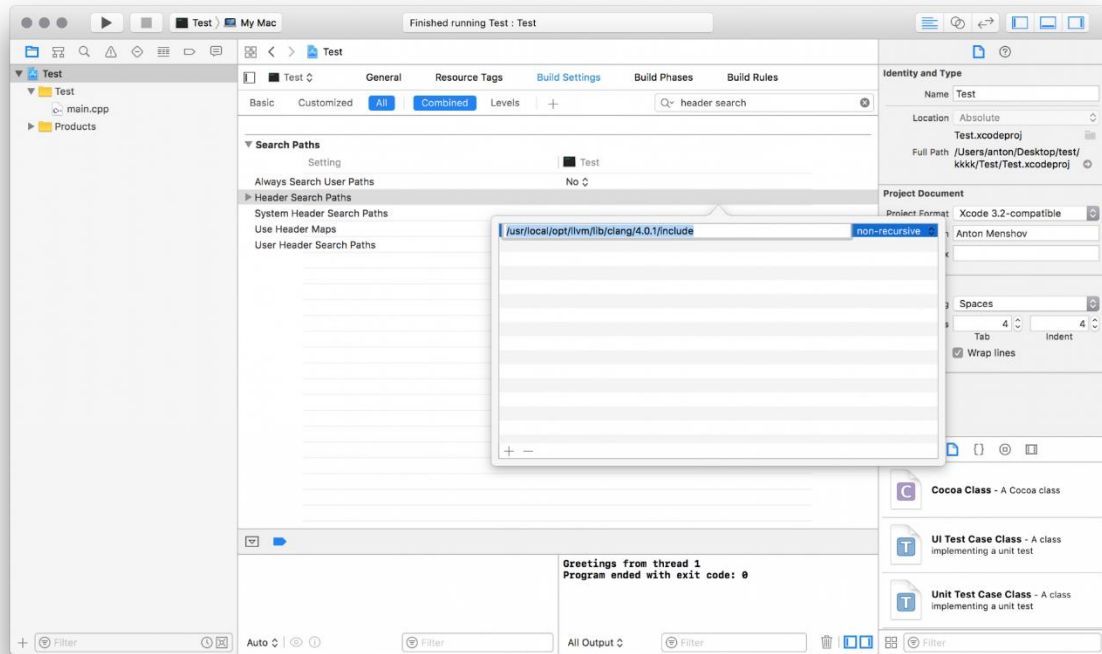 Test
My Mac
Finished running Test : Test
Test
Test
main.cpp
Products
Test
Test
General
Resource Tags
Build Settings
Build Phases
Build Rules
Basic
Customized
All
Combined
Levels
header search
Search Paths
Setting
Test
Always Search User Paths
No
Header Search Paths
System Header Search Paths
Use Header Maps
User Header Search Paths
/usr/local/opt/llvm/lib/clang/4.0.1/include
non-recursive
Identity and Type
Name Test
Location Absolute
Test.xcodeproj
Full Path /Users/anton/Desktop/test/
kkkk/Test/Test.xcodeproj
Project Document
Project Format Xcode 3.2-compatible
Anton Menshov
Spaces
4
4
Tab
Indent
Wrap lines
Cocoa Class - A Cocoa class
UI Test Case Class - A class
implementing a unit test
Unit Test Case Class - A class
implementing a unit test
Greetings from thread 1
Program ended with exit code: 0
Filter
Auto
Filter
All Output
Filter
Filter